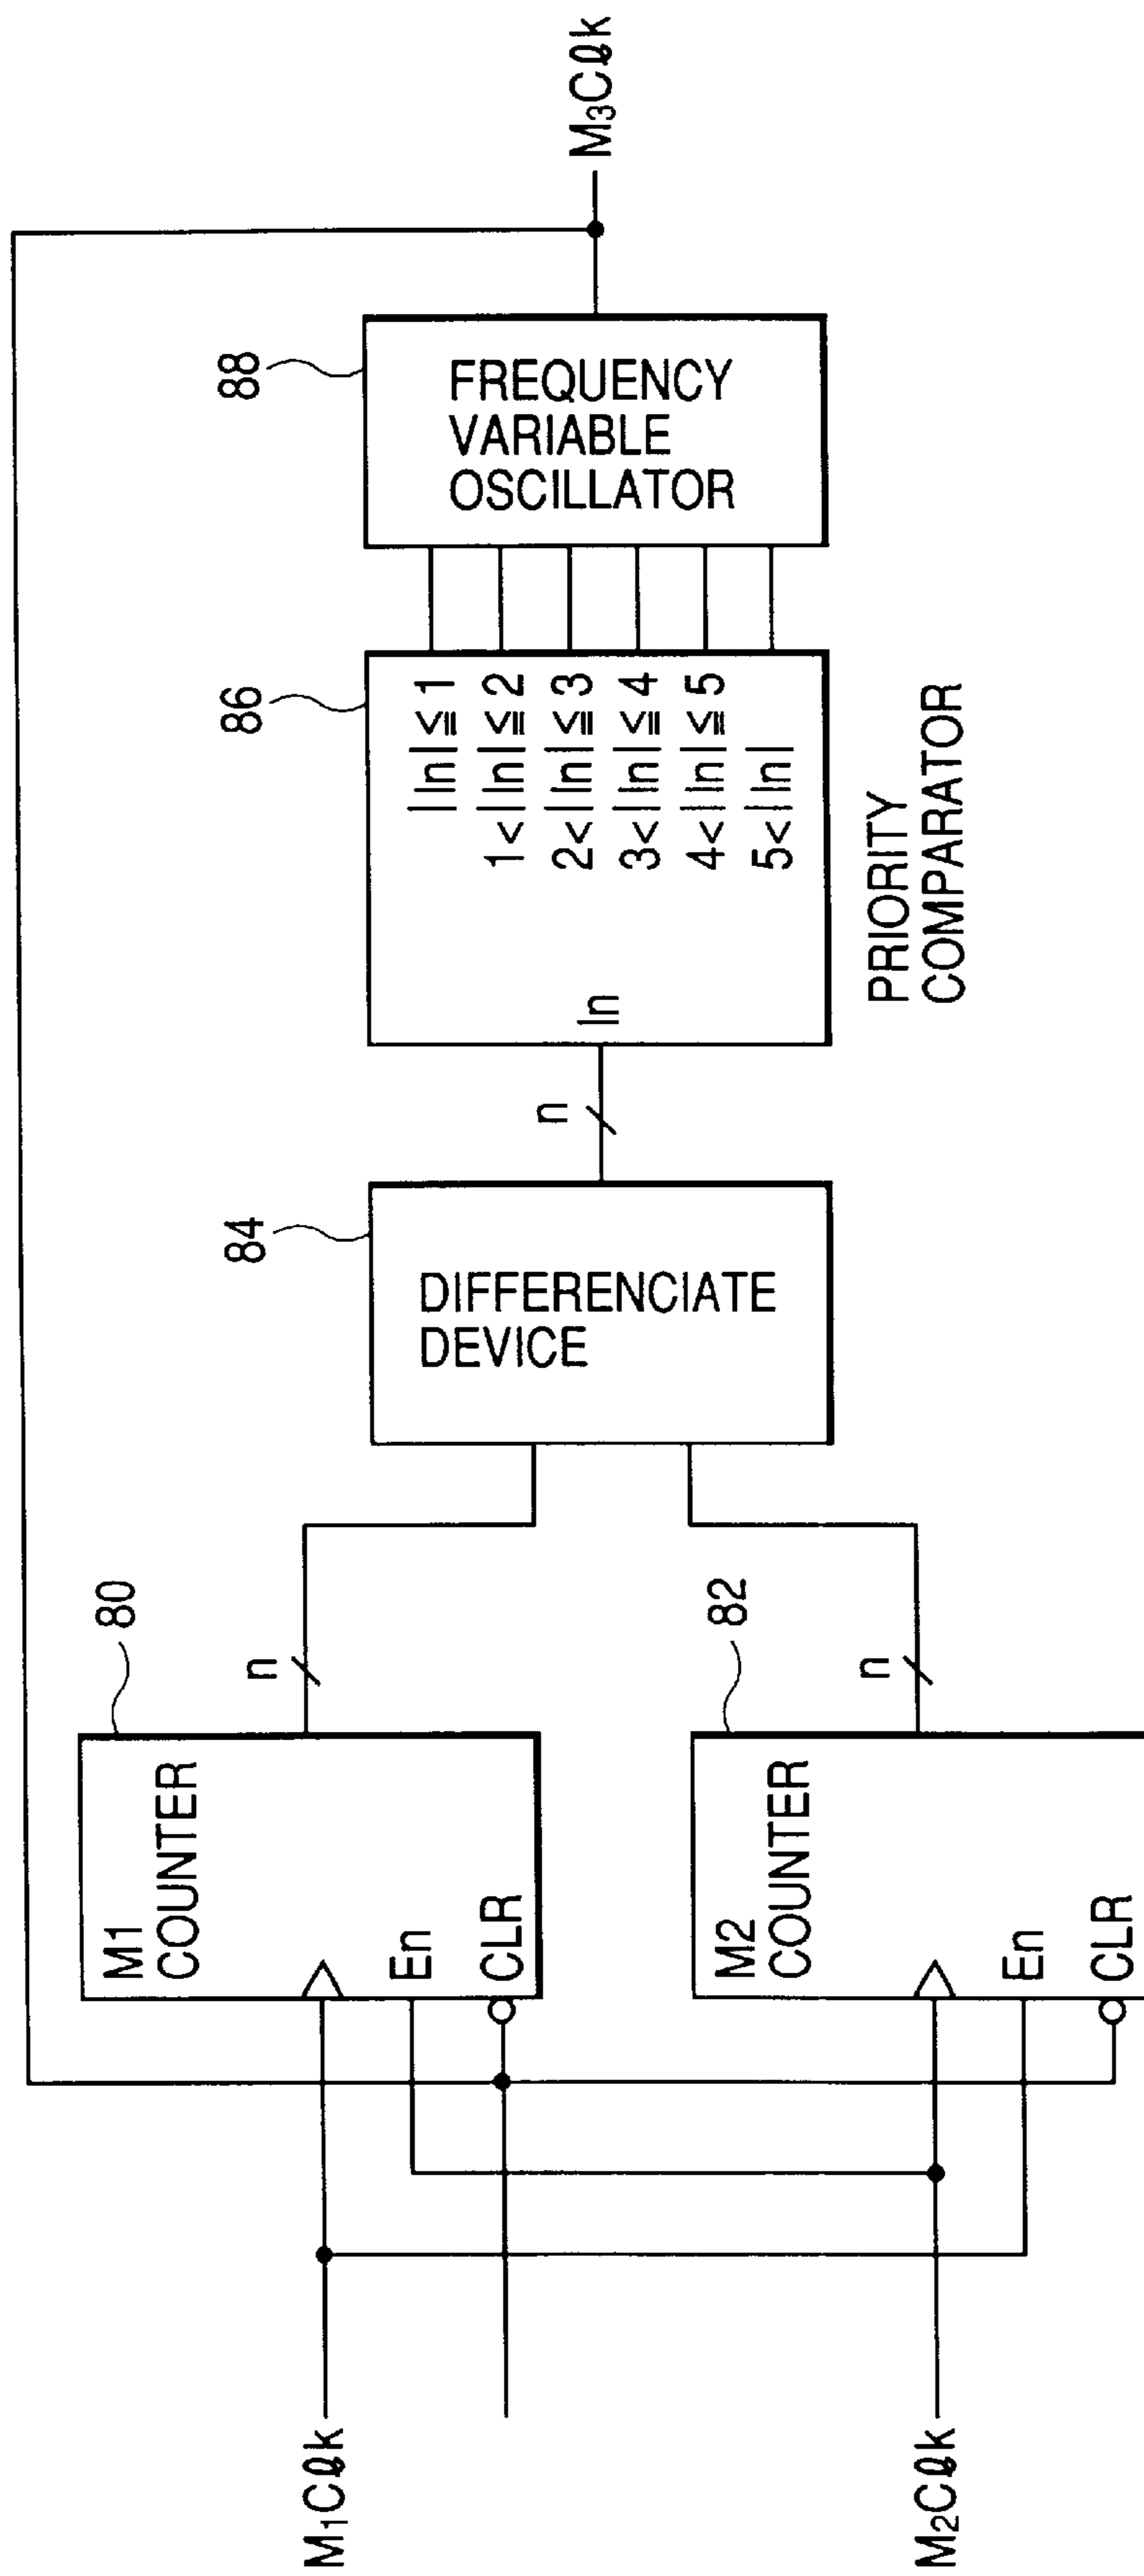 M1Cℓk
M2Cℓk
M1
COUNTER
En
CLR
80
n
M2
COUNTER
En
CLR
82
n
DIFFERENCIATE
DEVICE
84
n
In
|In|≦1
1<|In|≦2
2<|In|≦3
3<|In|≦4
4<|In|≦5
5<|In|
86
PRIORITY
COMPARATOR
FREQUENCY
VARIABLE
OSCILLATOR
88
M3Cℓk